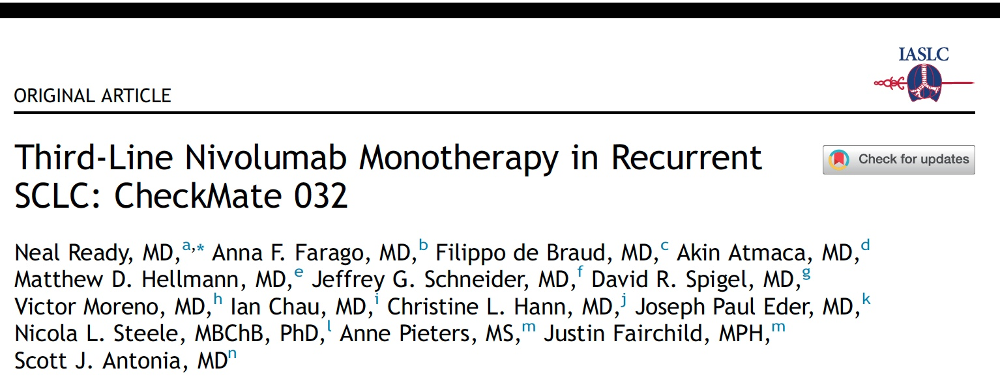 IASLC
ORIGINAL ARTICLE
Third-Line Nivolumab Monotherapy in Recurrent
SCLC: CheckMate 032
Check for updates
Neal Ready, MD,a,* Anna F. Farago, MD,b Filippo de Braud, MD,c Akin Atmaca, MD,d
Matthew D. Hellmann, MD,e Jeffrey G. Schneider, MD,f David R. Spigel, MD,g
Victor Moreno, MD,h Ian Chau, MD,i Christine L. Hann, MD,j Joseph Paul Eder, MD,k
Nicola L. Steele, MBChB, PhD,l Anne Pieters, MS,m Justin Fairchild, MPH,m
Scott J. Antonia, MDn